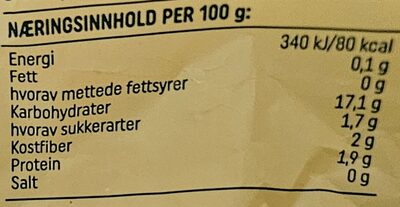 NÆRINGSINNHOLD PER 100 g:
Energi 340 kJ/80 kcal
Fett 0,1 g
hvorav mettede fettsyrer 0 g
Karbohydrater 17,1 g
hvorav sukkerarter 1,7 g
Kostfiber 2 g
Protein 1,9 g
Salt 0 g